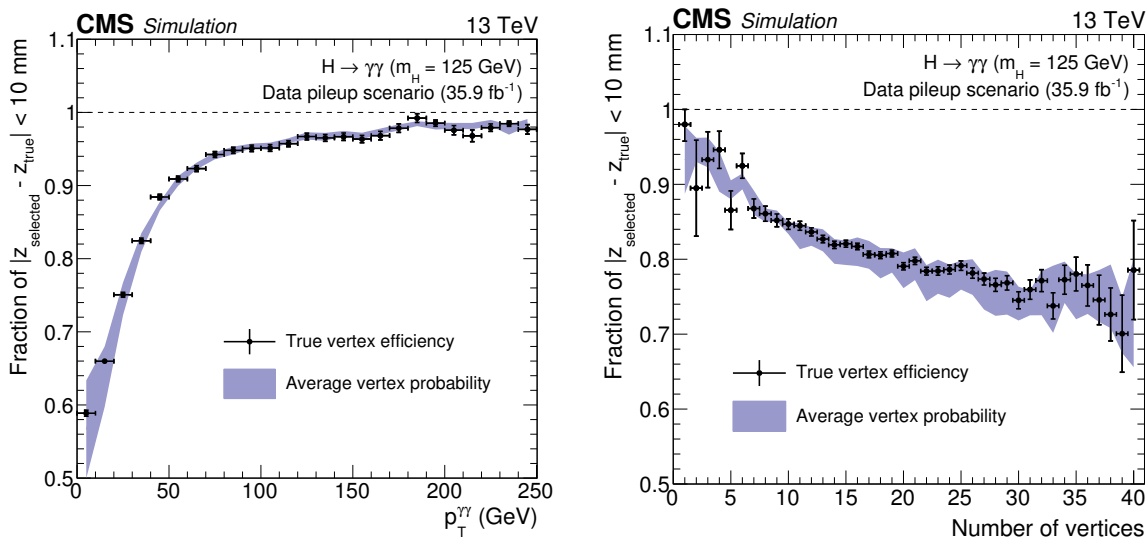 CMS Simulation 13 TeV
H → γγ (m_H = 125 GeV)
Data pileup scenario (35.9 fb⁻¹)
Fraction of |z_selected - z_true| < 10 mm
1.1
1
0.9
0.8
0.7
0.6
0.5
True vertex efficiency
Average vertex probability
0 50 100 150 200 250
p_T^γγ (GeV)
CMS Simulation 13 TeV
H → γγ (m_H = 125 GeV)
Data pileup scenario (35.9 fb⁻¹)
Fraction of |z_selected - z_true| < 10 mm
1.1
1
0.9
0.8
0.7
0.6
0.5
True vertex efficiency
Average vertex probability
0 5 10 15 20 25 30 35 40
Number of vertices